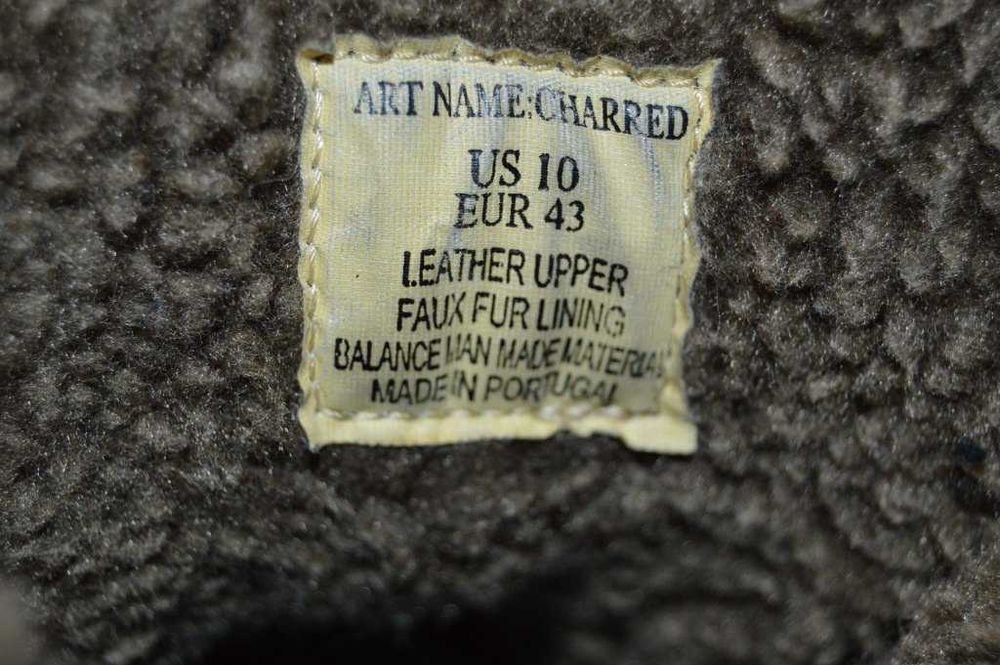 ART NAME:CHARRED
US 10
EUR 43
LEATHER UPPER
FAUX FUR LINING
BALANCE MAN MADE MATERIAL
MADE IN PORTUGAL